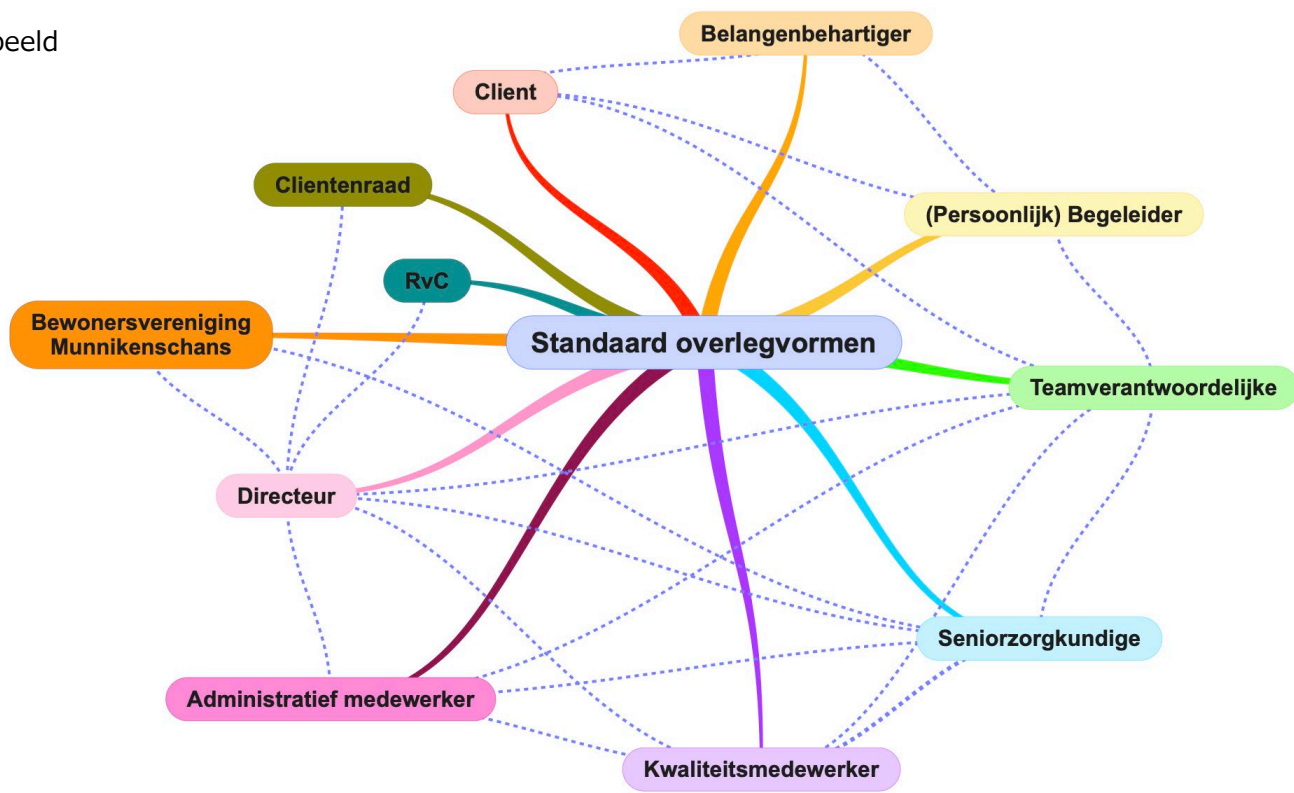 beeld
Belangenbehartiger
Client
Clientenraad
(Persoonlijk) Begeleider
RvC
Bewonersvereniging
Munnikenschans
Standaard overlegvormen
Teamverantwoordelijke
Directeur
Seniorzorgkundige
Administratief medewerker
Kwaliteitsmedewerker